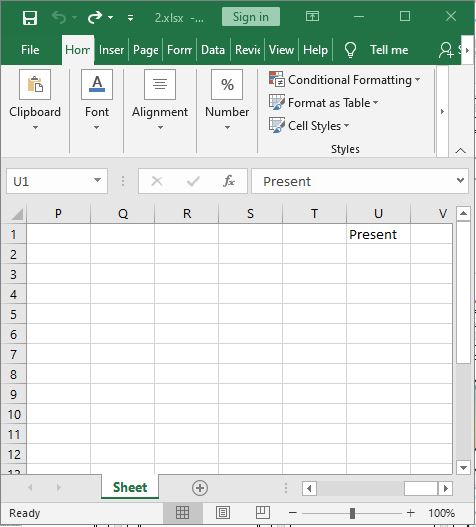 2.xlsx -... Sign in
File Hom Inser Page Form Data Revie View Help Tell me S
Clipboard Font Alignment % Number
Conditional Formatting
Format as Table
Cell Styles
Styles
U1 fx Present
P Q R S T U V
1 Present
2
3
4
5
6
7
8
9
10
11
12
13
Sheet
Ready 100%